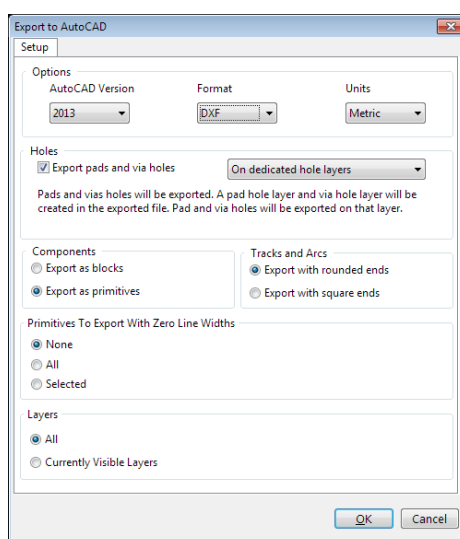 Export to AutoCAD
Setup
Options
AutoCAD Version Format Units
2013 DXF Metric
Holes
Export pads and via holes On dedicated hole layers
Pads and vias holes will be exported. A pad hole layer and via hole layer will be
created in the exported file. Pad and via holes will be exported on that layer.
Components
Export as blocks
Export as primitives
Tracks and Arcs
Export with rounded ends
Export with square ends
Primitives To Export With Zero Line Widths
None
All
Selected
Layers
All
Currently Visible Layers
OK Cancel